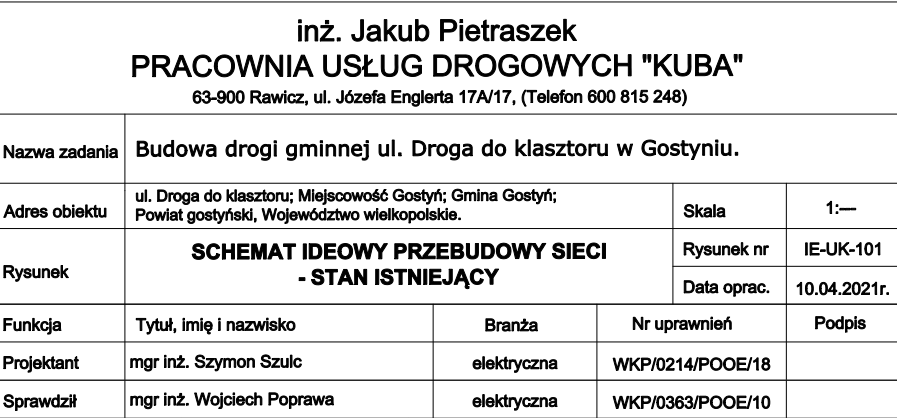 inż. Jakub Pietraszek
PRACOWNIA USŁUG DROGOWYCH "KUBA"
63-900 Rawicz, ul. Józefa Englerta 17A/17, (Telefon 600 815 248)
Nazwa zadania Budowa drogi gminnej ul. Droga do klasztoru w Gostyniu.
Adres obiektu ul. Droga do klasztoru; Miejscowość Gostyń; Gmina Gostyń;
Powiat gostyński, Województwo wielkopolskie.
Skala 1:---
Rysunek SCHEMAT IDEOWY PRZEBUDOWY SIECI
- STAN ISTNIEJĄCY
Rysunek nr IE-UK-101
Data oprac. 10.04.2021r.
Funkcja Tytuł, imię i nazwisko Branża Nr uprawnień Podpis
Projektant mgr inż. Szymon Szulc elektryczna WKP/0214/POOE/18
Sprawdził mgr inż. Wojciech Poprawa elektryczna WKP/0363/POOE/10